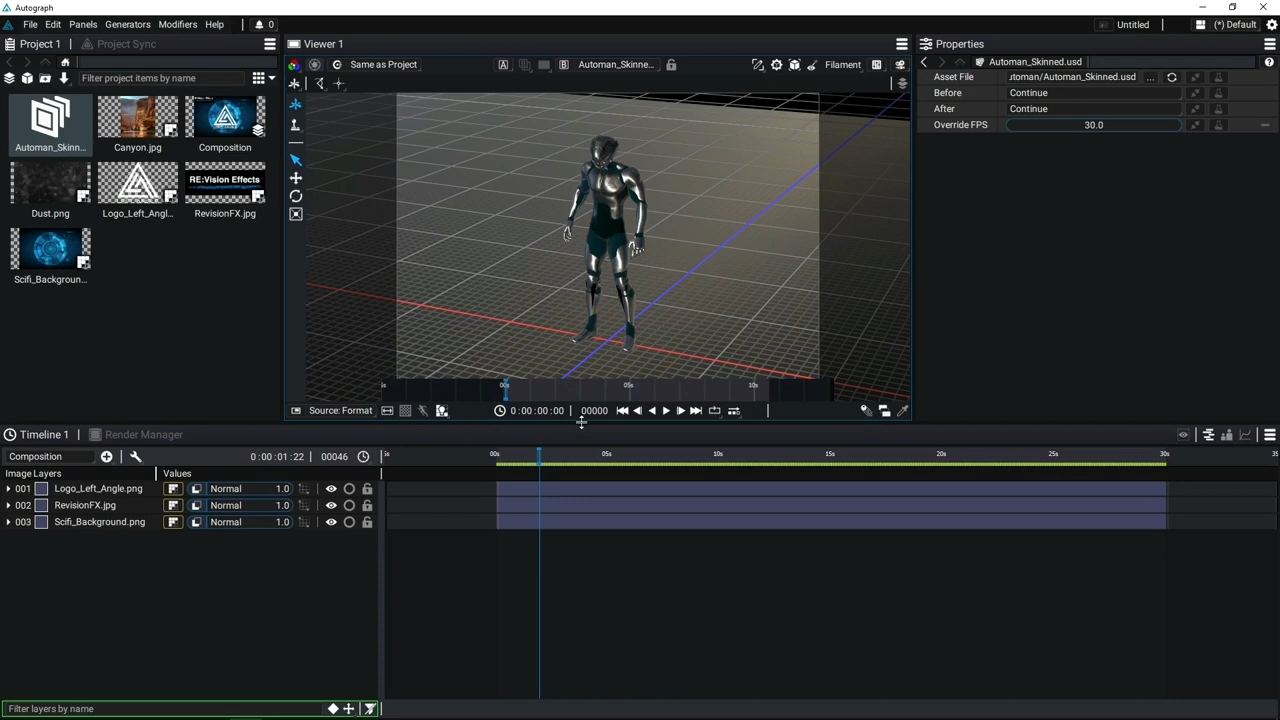 Autograph
File Edit Panels Generators Modifiers Help 0 Untitled (*) Default
Project 1 Project Sync
Filter project items by name
Automan_Skinn...
Canyon.jpg
Composition
RE:Vision Effects
Dust.png
Logo_Left_Angl...
RevisionFX.jpg
Scifi_Backgroun...
Viewer 1
Same as Project A B Automan_Skinne... Filament
00s 05s 10s
Source: Format 0:00:00:00 00000
Properties
Automan_Skinned.usd
Asset File ɪtoman/Automan_Skinned.usd ...
Before Continue
After Continue
Override FPS 30.0
Timeline 1 Render Manager
Composition 0:00:01:22 00046
00s 05s 10s 15s 20s 25s 30s
Image Layers Values
001 Logo_Left_Angle.png Normal 1.0
002 RevisionFX.jpg Normal 1.0
003 Scifi_Background.png Normal 1.0
Filter layers by name